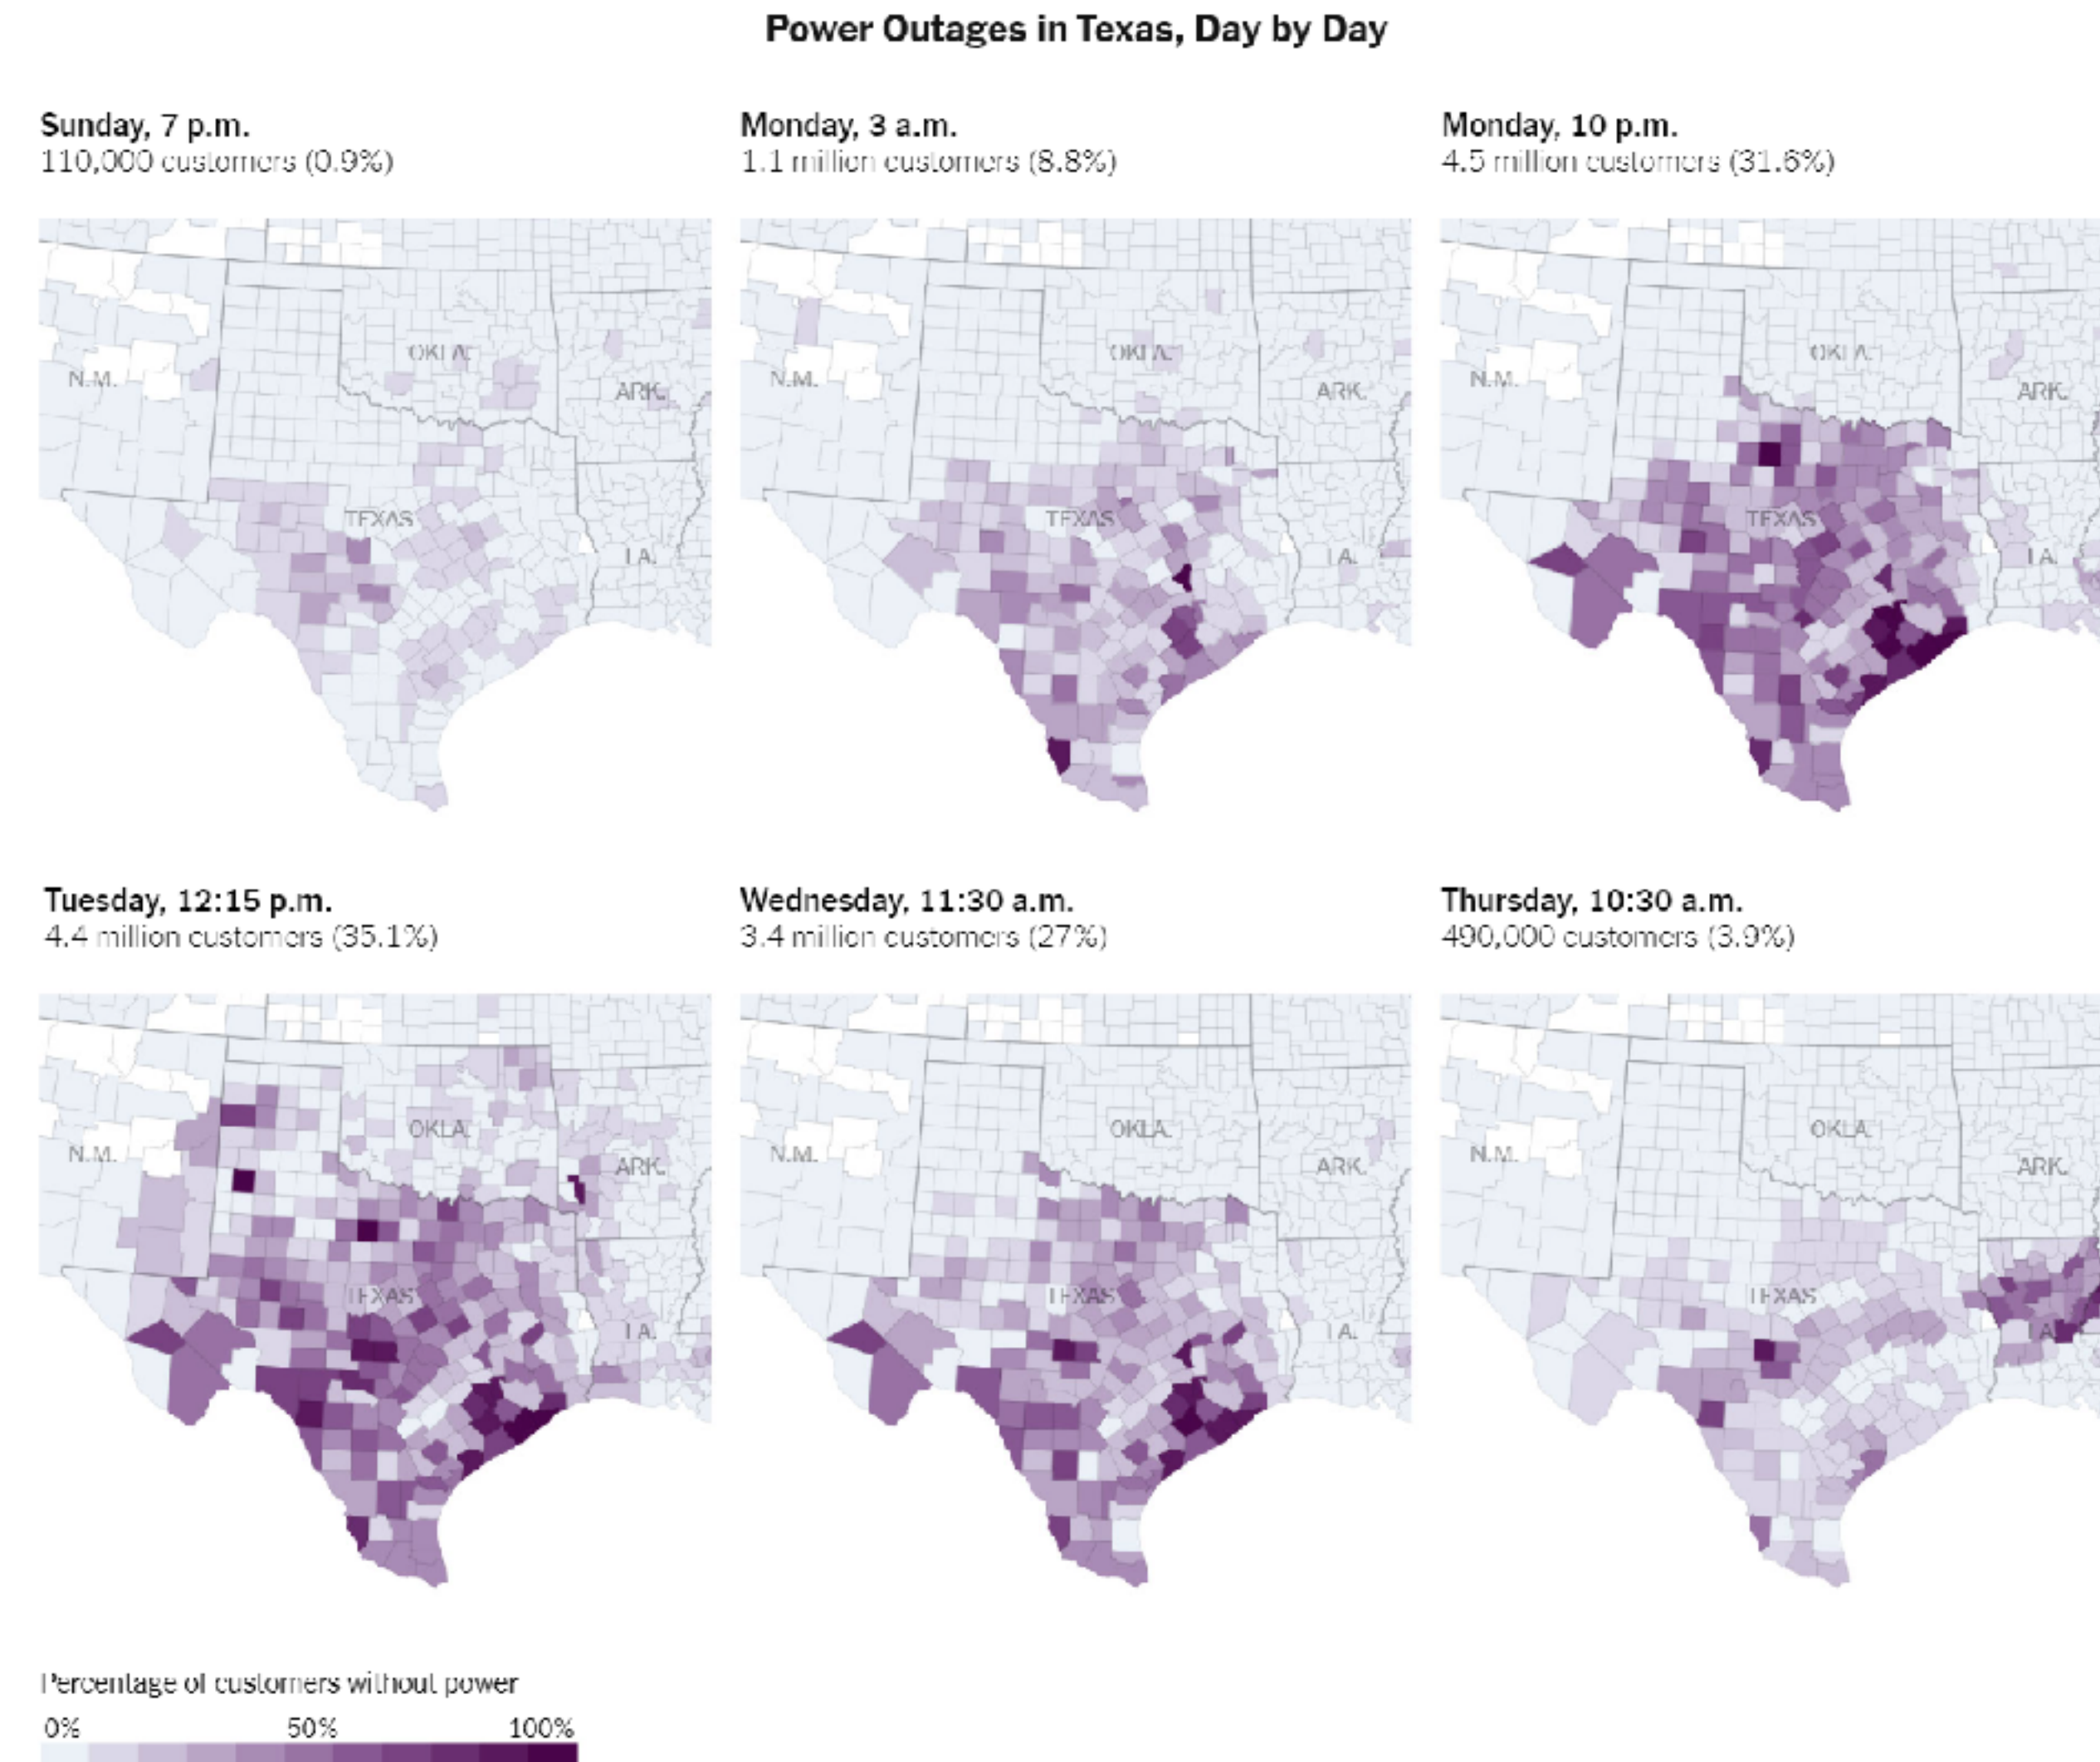 Power Outages in Texas, Day by Day
Sunday, 7 p.m.
110,000 customers (0.9%)
Monday, 3 a.m.
1.1 million customers (8.8%)
Monday, 10 p.m.
4.5 million customers (31.6%)
OKLA.
N.M.
ARK.
TEXAS
LA.
OKLA.
N.M.
ARK.
TEXAS
LA.
OKLA.
N.M.
ARK.
TEXAS
LA.
Tuesday, 12:15 p.m.
4.4 million customers (35.1%)
Wednesday, 11:30 a.m.
3.4 million customers (27%)
Thursday, 10:30 a.m.
490,000 customers (3.9%)
OKLA.
N.M.
ARK.
TEXAS
LA.
OKLA.
N.M.
ARK.
TEXAS
LA.
OKLA.
N.M.
ARK.
TEXAS
LA.
Percentage of customers without power
0% 50% 100%